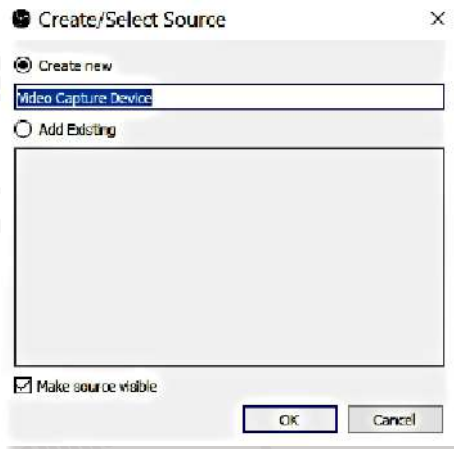 Create/Select Source
Create new
Video Capture Device
Add Existing
Make source visible
OK Cancel